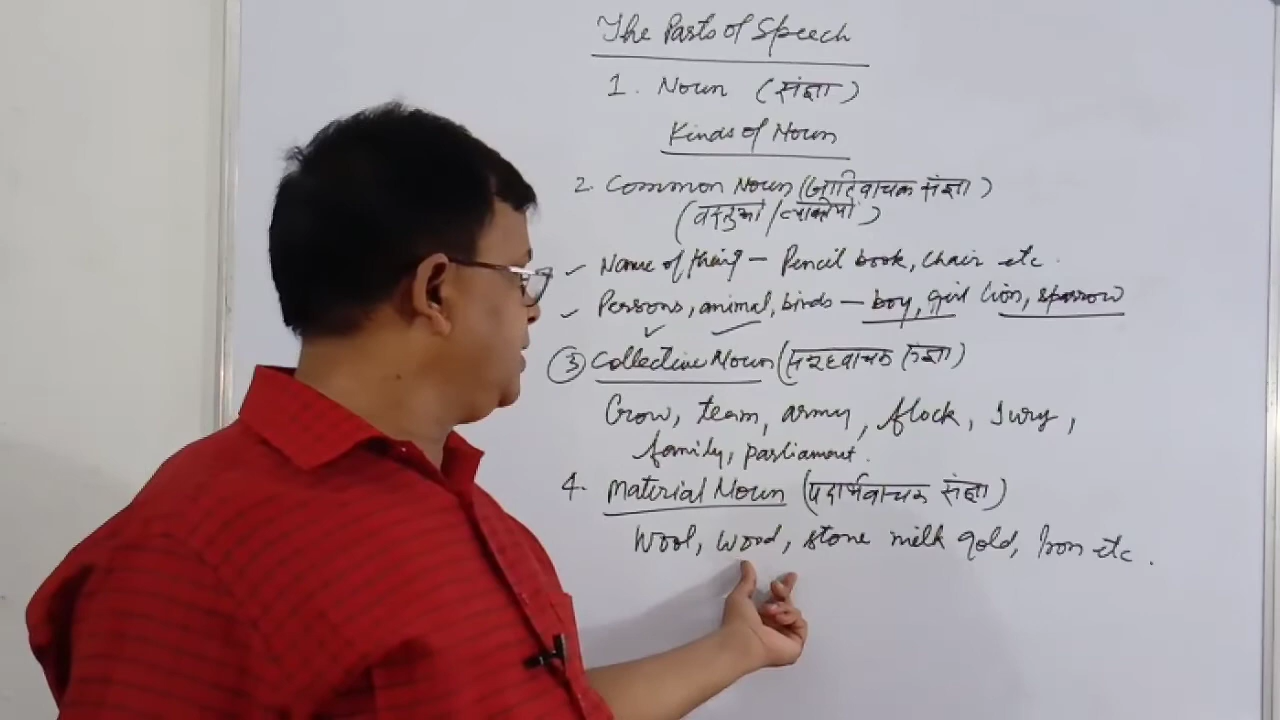 The Parts of Speech
1. Noun (संज्ञा)
Kinds of Noun
2. Common Noun (जातिवाचक संज्ञा)
(वस्तुओं / व्यक्तियों)
Name of thing – Pencil book, chair etc.
Persons, animal, birds – boy, girl lion, sparrow
③ Collective Noun (समूहवाचक संज्ञा)
Crow, team, army, flock, Jury,
family, parliament.
4. Material Noun (पदार्थवाचक संज्ञा)
Wool, wood, stone milk gold, Iron etc.